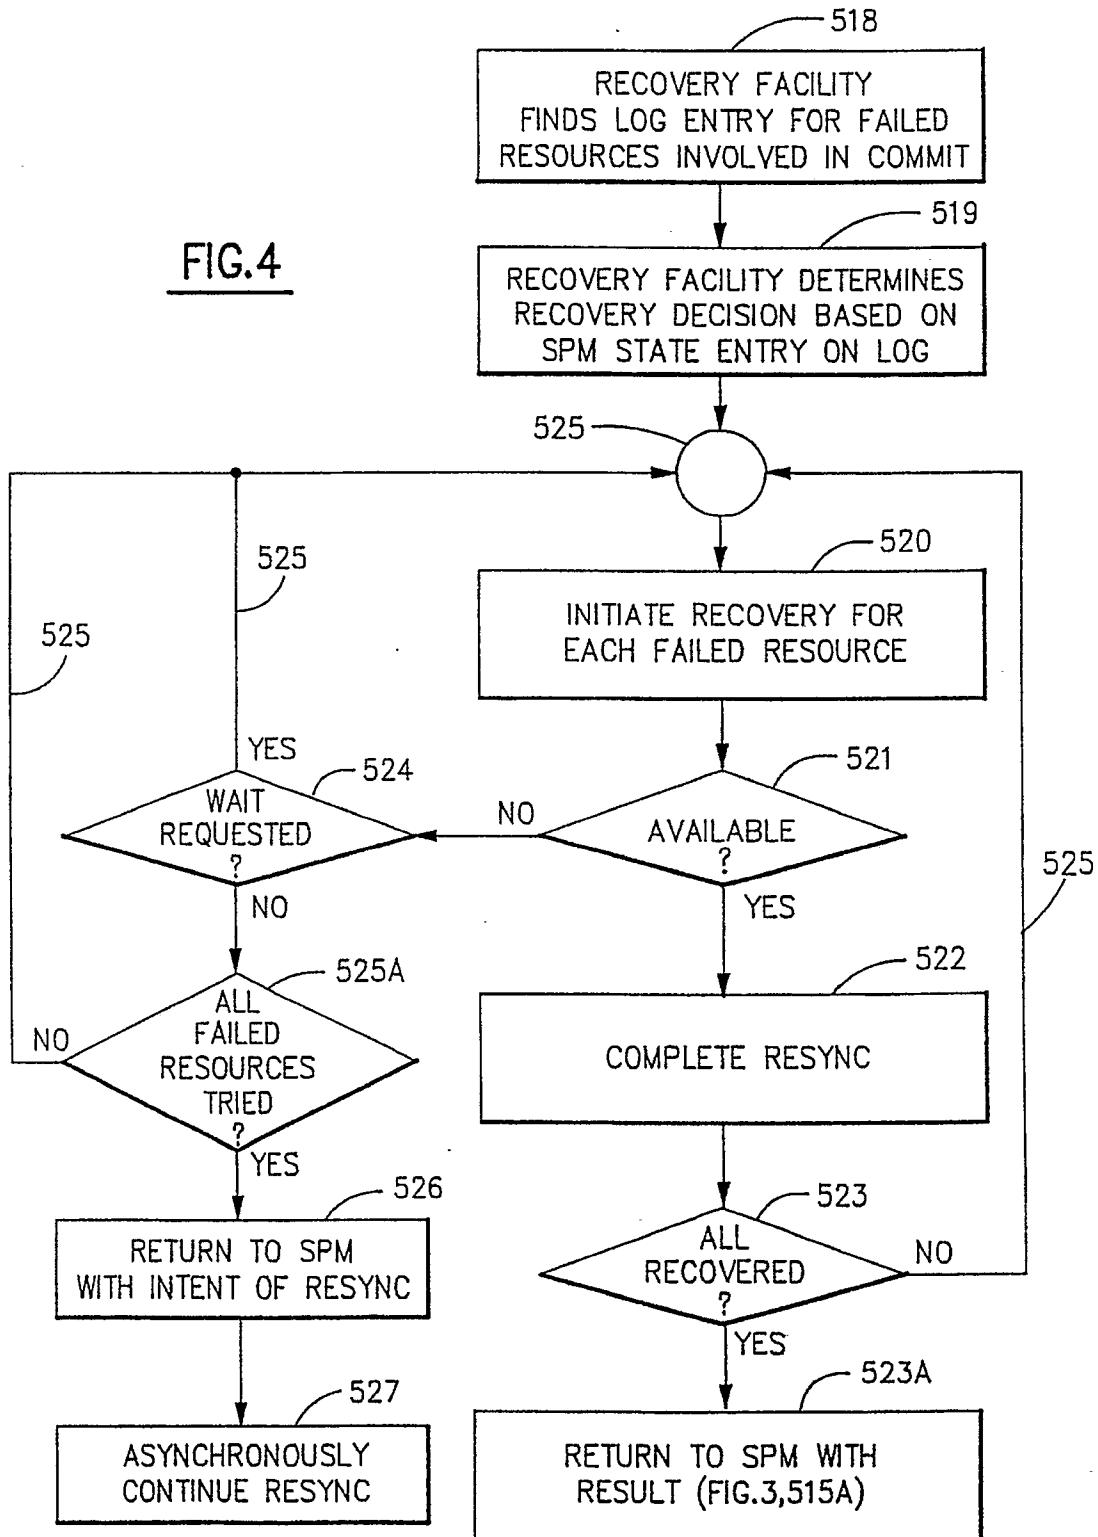 518
RECOVERY FACILITY
FINDS LOG ENTRY FOR FAILED
RESOURCES INVOLVED IN COMMIT
519
FIG.4
RECOVERY FACILITY DETERMINES
RECOVERY DECISION BASED ON
SPM STATE ENTRY ON LOG
525
525
520
525
INITIATE RECOVERY FOR
EACH FAILED RESOURCE
YES
524
521
WAIT
REQUESTED
?
NO
AVAILABLE
?
525
NO
YES
525A
522
ALL
FAILED
RESOURCES
TRIED
?
NO
COMPLETE RESYNC
YES
526
523
RETURN TO SPM
WITH INTENT OF RESYNC
ALL
RECOVERED
?
NO
YES
527
523A
ASYNCHRONOUSLY
CONTINUE RESYNC
RETURN TO SPM WITH
RESULT (FIG.3,515A)